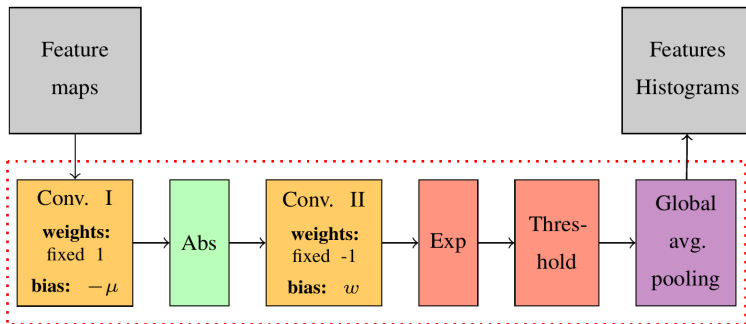 Feature
maps
Features
Histograms
Conv. I
weights:
fixed 1
bias: −μ
Abs
Conv. II
weights:
fixed -1
bias: w
Exp
Thres-
hold
Global
avg.
pooling